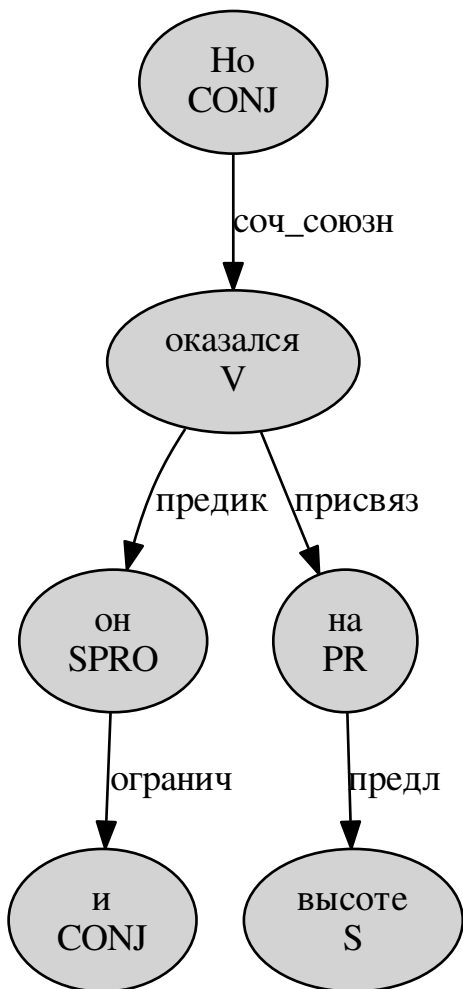 Но
CONJ
соч_союзн
оказался
V
предик
присвяз
он
SPRO
на
PR
огранич
предл
и
CONJ
высоте
S